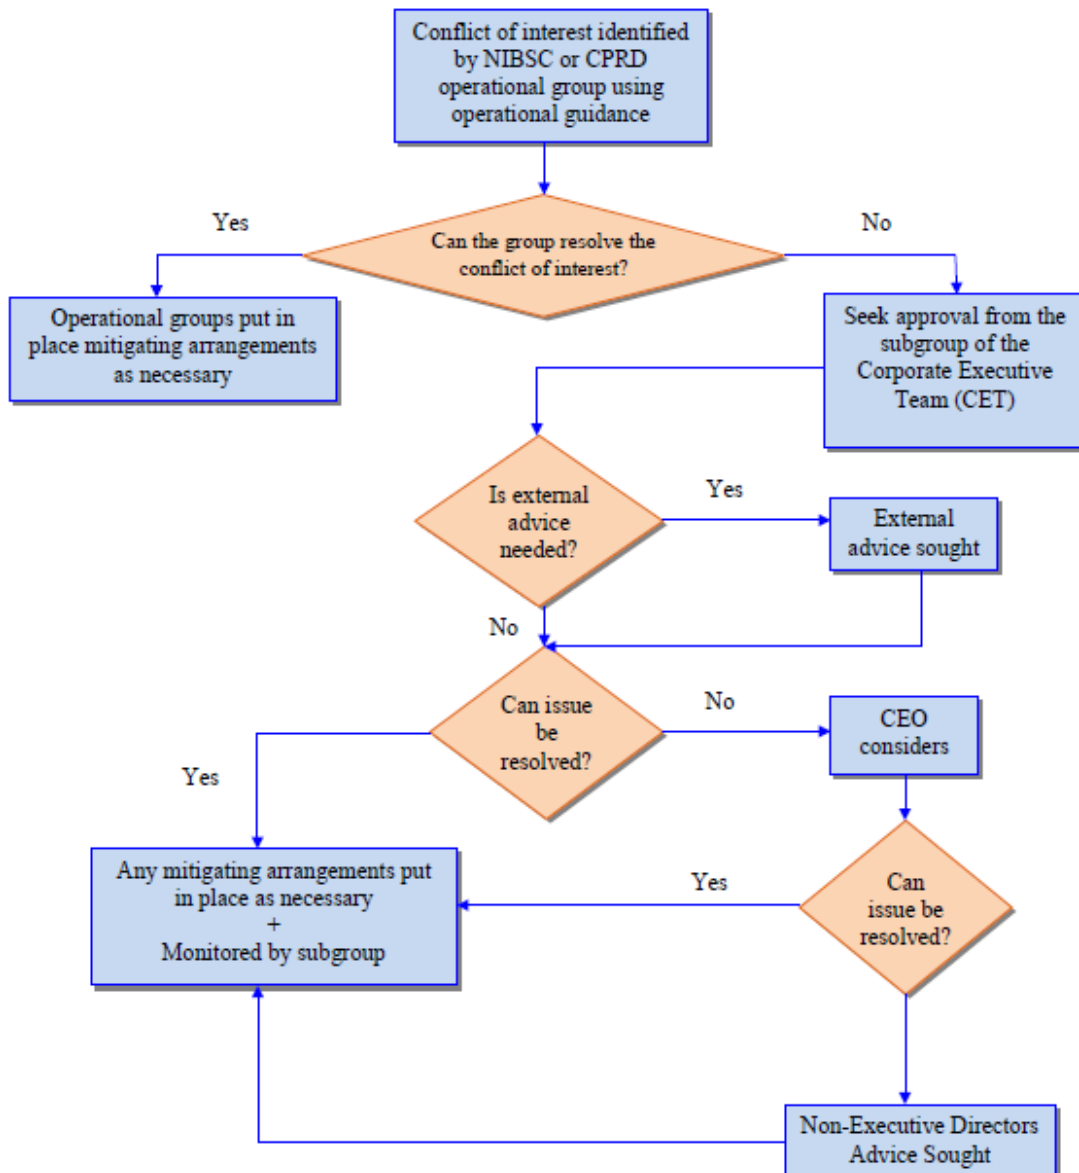 Conflict of interest identified
by NIBSC or CPRD
operational group using
operational guidance
Yes
No
Can the group resolve the
conflict of interest?
Operational groups put in
place mitigating arrangements
as necessary
Seek approval from the
subgroup of the
Corporate Executive
Team (CET)
Is external
advice
needed?
Yes
External
advice sought
No
Can issue
be
resolved?
No
CEO
considers
Yes
Any mitigating arrangements put
in place as necessary
+
Monitored by subgroup
Yes
Can
issue be
resolved?
Non-Executive Directors
Advice Sought